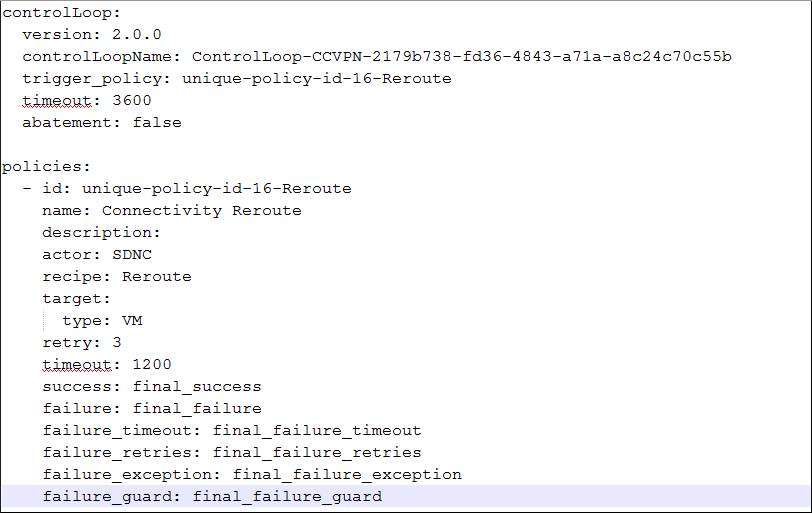 controlLoop:
  version: 2.0.0
  controlLoopName: ControlLoop-CCVPN-2179b738-fd36-4843-a71a-a8c24c70c55b
  trigger_policy: unique-policy-id-16-Reroute
  timeout: 3600
  abatement: false

policies:
  - id: unique-policy-id-16-Reroute
    name: Connectivity Reroute
    description:
    actor: SDNC
    recipe: Reroute
    target:
      type: VM
    retry: 3
    timeout: 1200
    success: final_success
    failure: final_failure
    failure_timeout: final_failure_timeout
    failure_retries: final_failure_retries
    failure_exception: final_failure_exception
    failure_guard: final_failure_guard